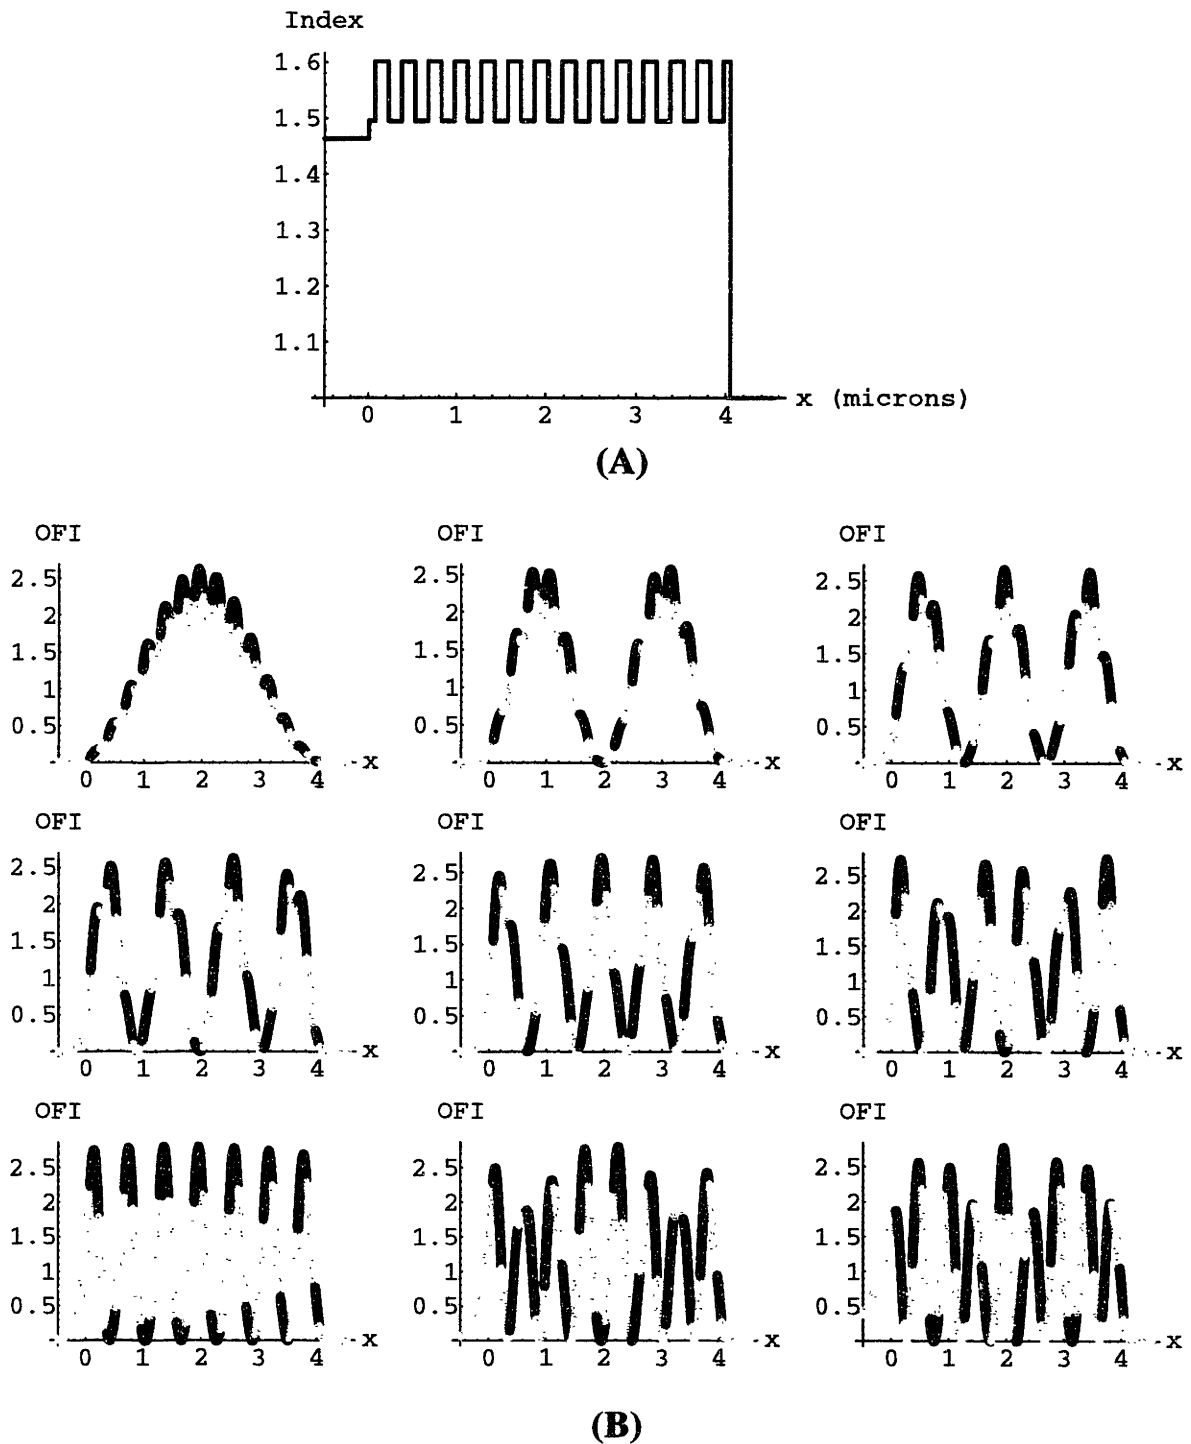 Index
1.6
1.5
1.4
1.3
1.2
1.1
0 1 2 3 4
x (microns)
(A)
OFI OFI OFI
2.5 2.5 2.5
2 2 2
1.5 1.5 1.5
1 1 1
0.5 0.5 0.5
x x x
0 1 2 3 4 0 1 2 3 4 0 1 2 3 4
OFI OFI OFI
2.5 2.5 2.5
2 2 2
1.5 1.5 1.5
1 1 1
0.5 0.5 0.5
x x x
0 1 2 3 4 0 1 2 3 4 0 1 2 3 4
OFI OFI OFI
2.5 2.5 2.5
2 2 2
1.5 1.5 1.5
1 1 1
0.5 0.5 0.5
x x x
0 1 2 3 4 0 1 2 3 4 0 1 2 3 4
(B)